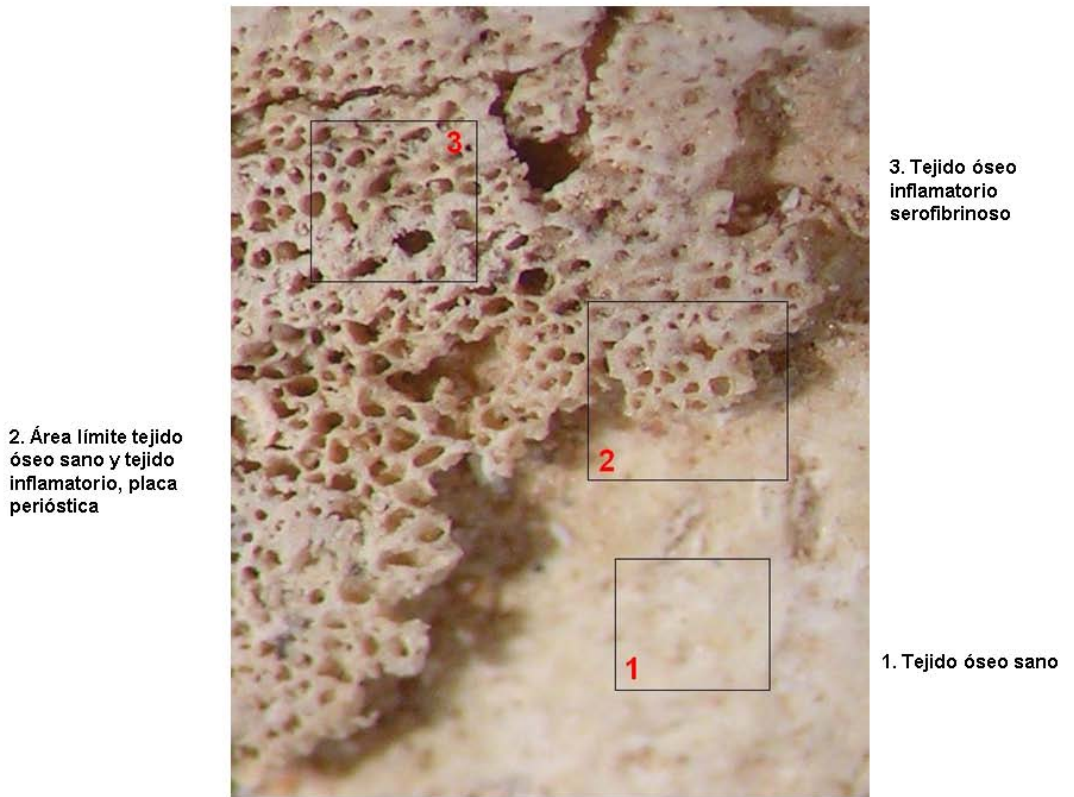 3
3. Tejido óseo
inflamatorio
serofibrinoso
2. Área límite tejido
óseo sano y tejido
inflamatorio, placa
perióstica
2
1
1. Tejido óseo sano